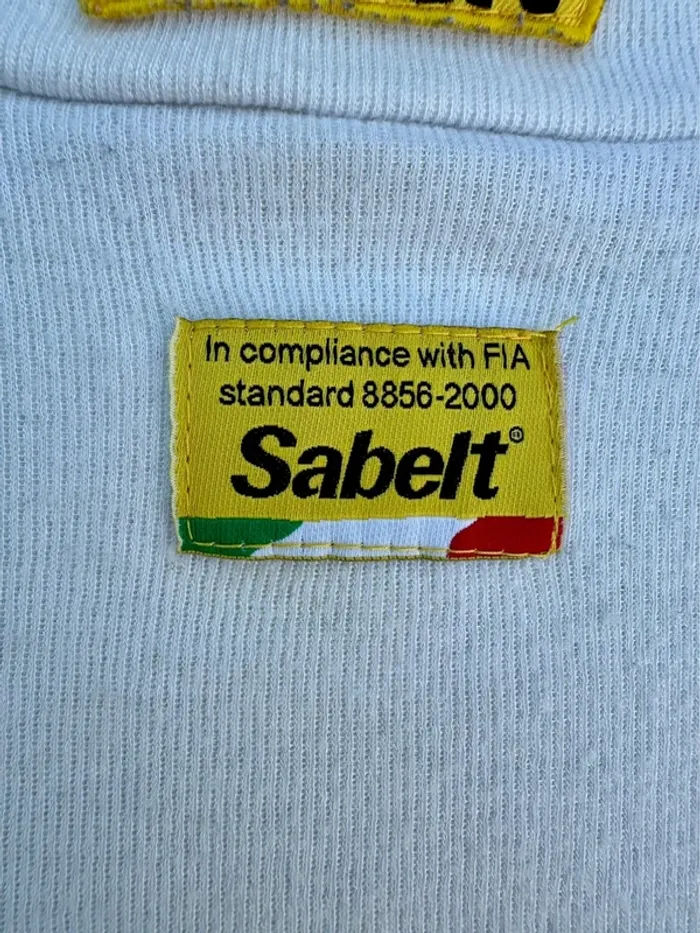 In compliance with FIA
standard 8856-2000
Sabelt®